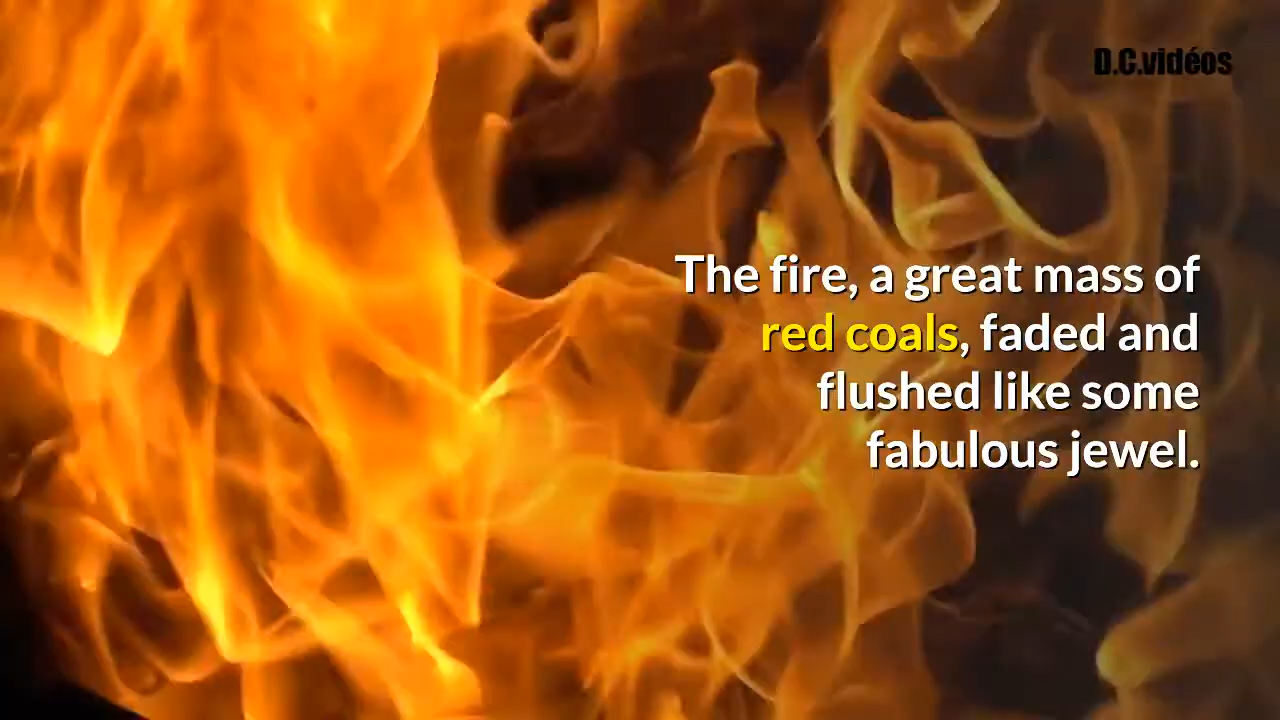 D.C.vidéos
The fire, a great mass of
red coals, faded and
flushed like some
fabulous jewel.